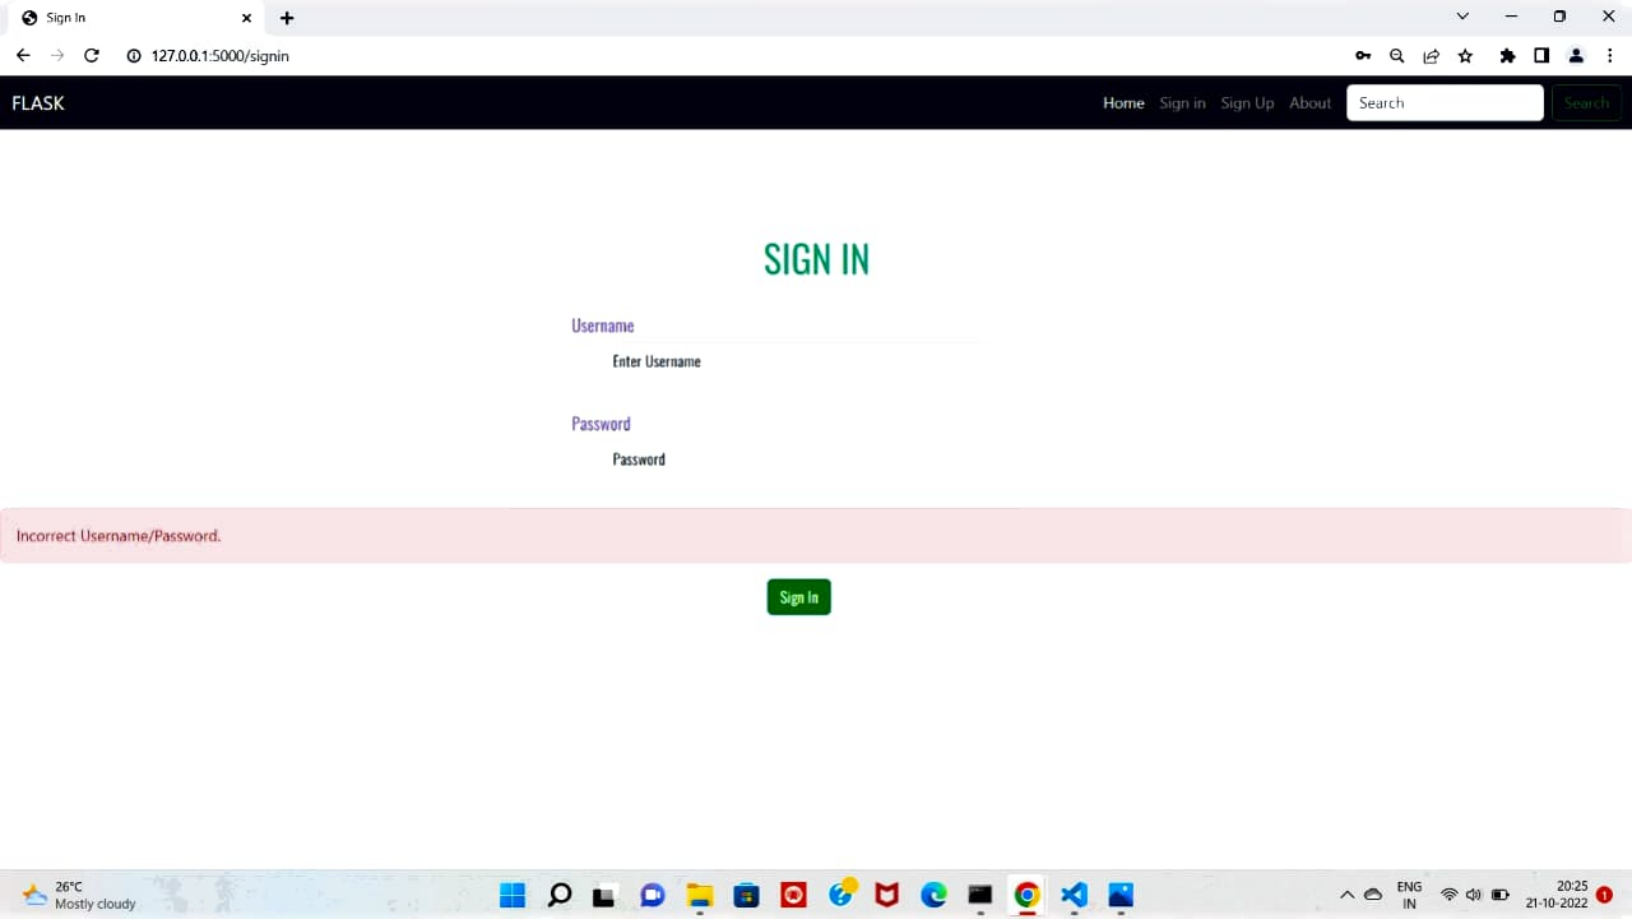 Sign In
127.0.0.1:5000/signin
FLASK
Home Sign in Sign Up About Search Search
SIGN IN
Username
Enter Username
Password
Password
Incorrect Username/Password.
Sign In
26°C
Mostly cloudy
ENG
IN
20:25
21-10-2022
1